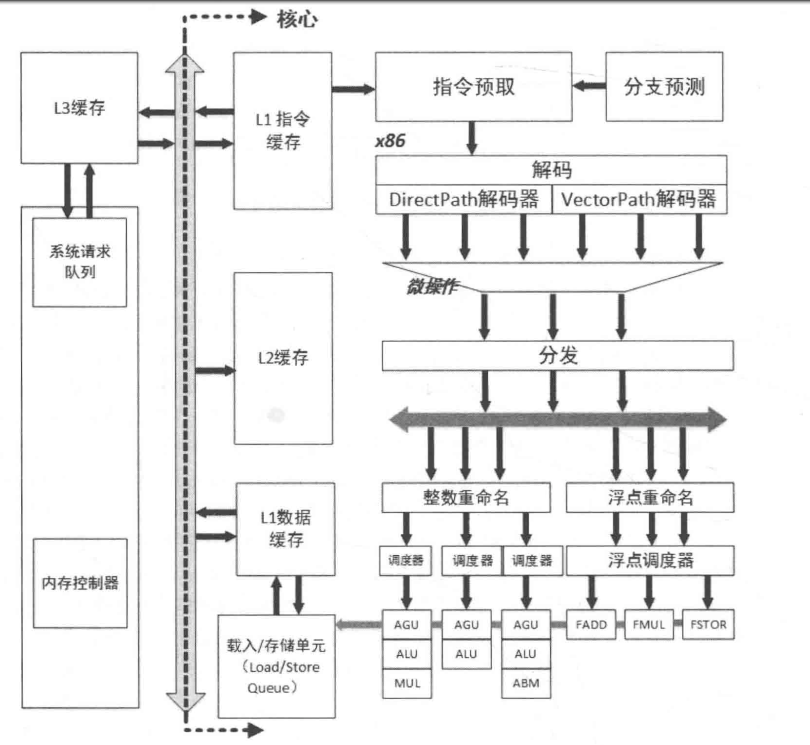 核心
L3缓存
L1 指令
缓存
指令预取
分支预测
x86
解码
DirectPath解码器
VectorPath解码器
系统请求
队列
微操作
L2缓存
分发
L1数据
缓存
整数重命名
浮点重命名
调度器
调度器
调度器
浮点调度器
内存控制器
载入/存储单元
（Load/Store
Queue）
AGU
AGU
AGU
FADD
FMUL
FSTOR
ALU
ALU
ALU
MUL
ABM